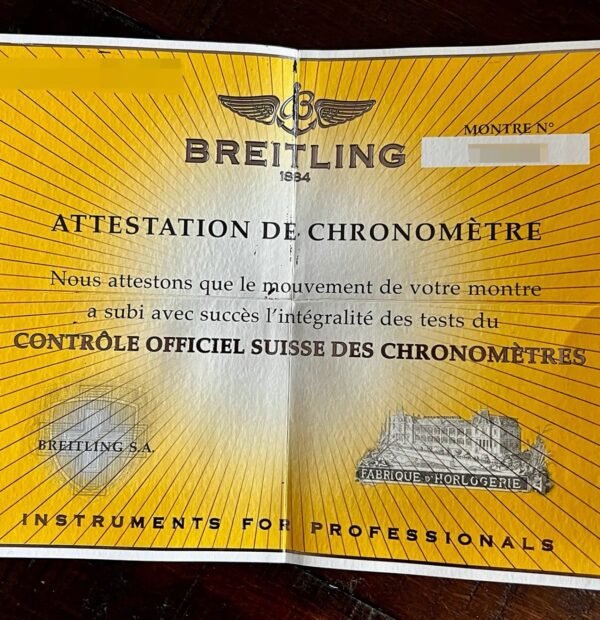 BREITLING
1884
MONTRE N°
ATTESTATION DE CHRONOMÈTRE
Nous attestons que le mouvement de votre montre
a subi avec succès l'intégralité des tests du
CONTRÔLE OFFICIEL SUISSE DES CHRONOMÈTRES
BREITLING S.A.
FABRIQUE D'HORLOGERIE
INSTRUMENTS FOR PROFESSIONALS